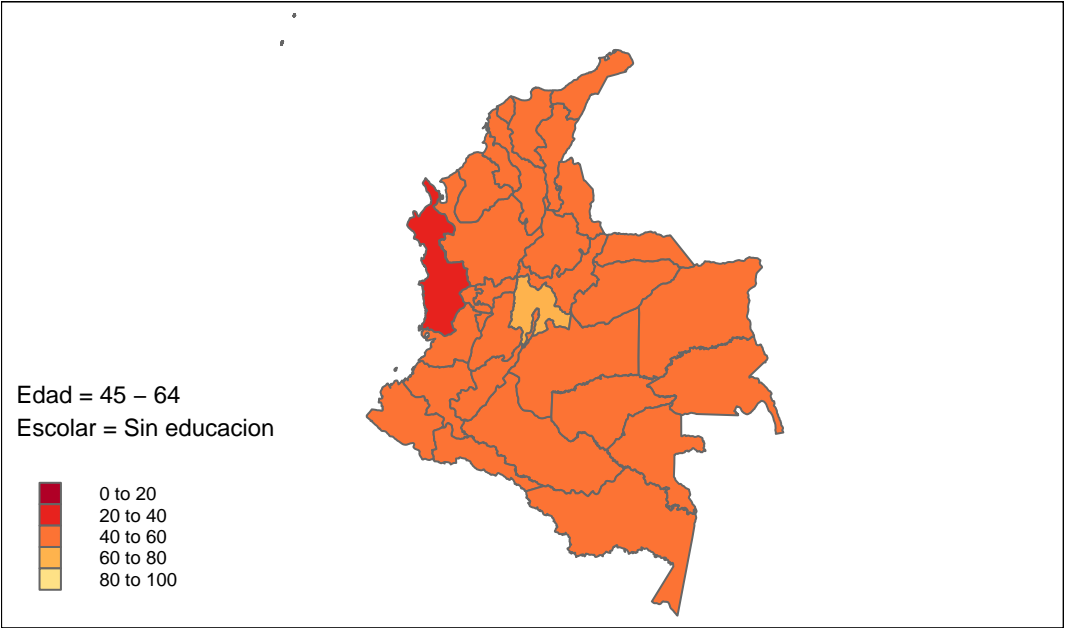 Edad = 45 – 64
Escolar = Sin educacion
0 to 20
20 to 40
40 to 60
60 to 80
80 to 100